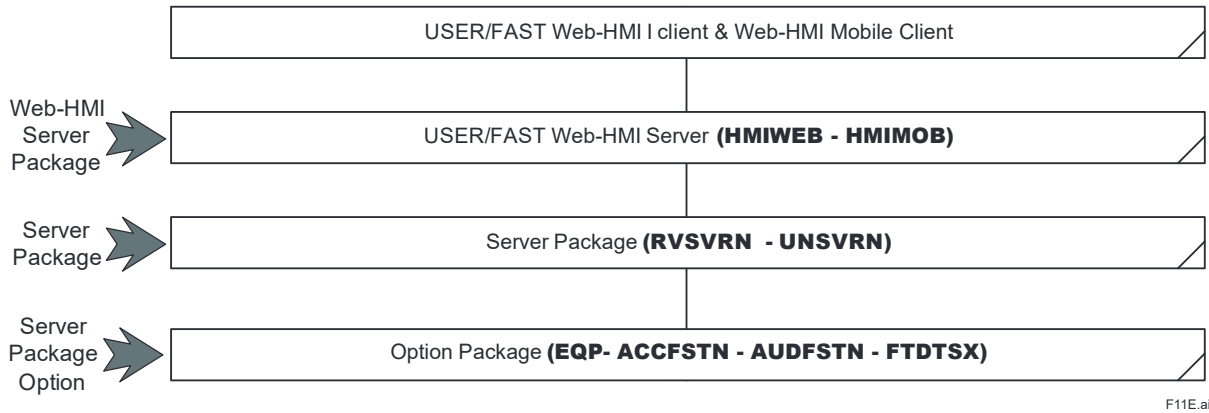 USER/FAST Web-HMI I client & Web-HMI Mobile Client
Web-HMI
Server
Package
USER/FAST Web-HMI Server (HMIWEB - HMIMOB)
Server
Package
Server Package (RVSVRN - UNSVRN)
Server
Package
Option
Option Package (EQP- ACCFSTN - AUDFSTN - FTDTSX)
F11E.ai